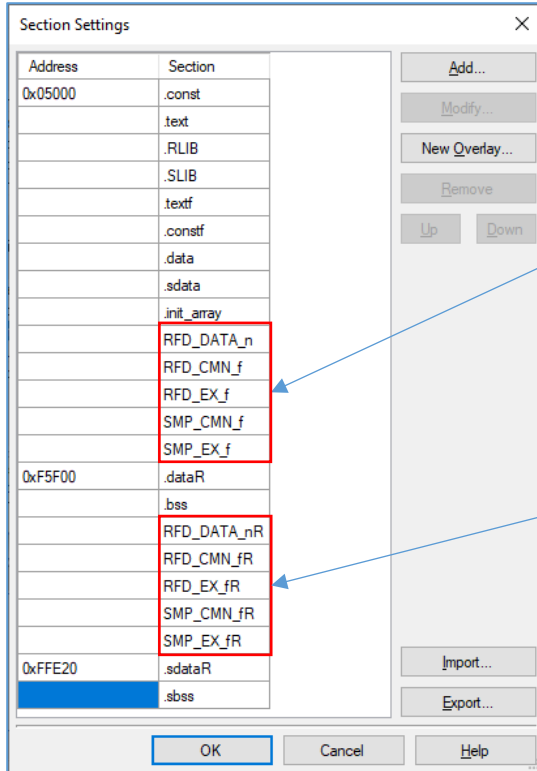 Section Settings
Address Section
0x05000 .const
.text
.RLIB
.SLIB
.textf
.constf
.data
.sdata
.init_array
RFD_DATA_n
RFD_CMN_f
RFD_EX_f
SMP_CMN_f
SMP_EX_f
0xF5F00 .dataR
.bss
RFD_DATA_nR
RFD_CMN_fR
RFD_EX_fR
SMP_CMN_fR
SMP_EX_fR
0xFFE20 .sdataR
.sbss
Add...
Modify...
New Overlay...
Remove
Up Down
Import...
Export...
OK Cancel Help